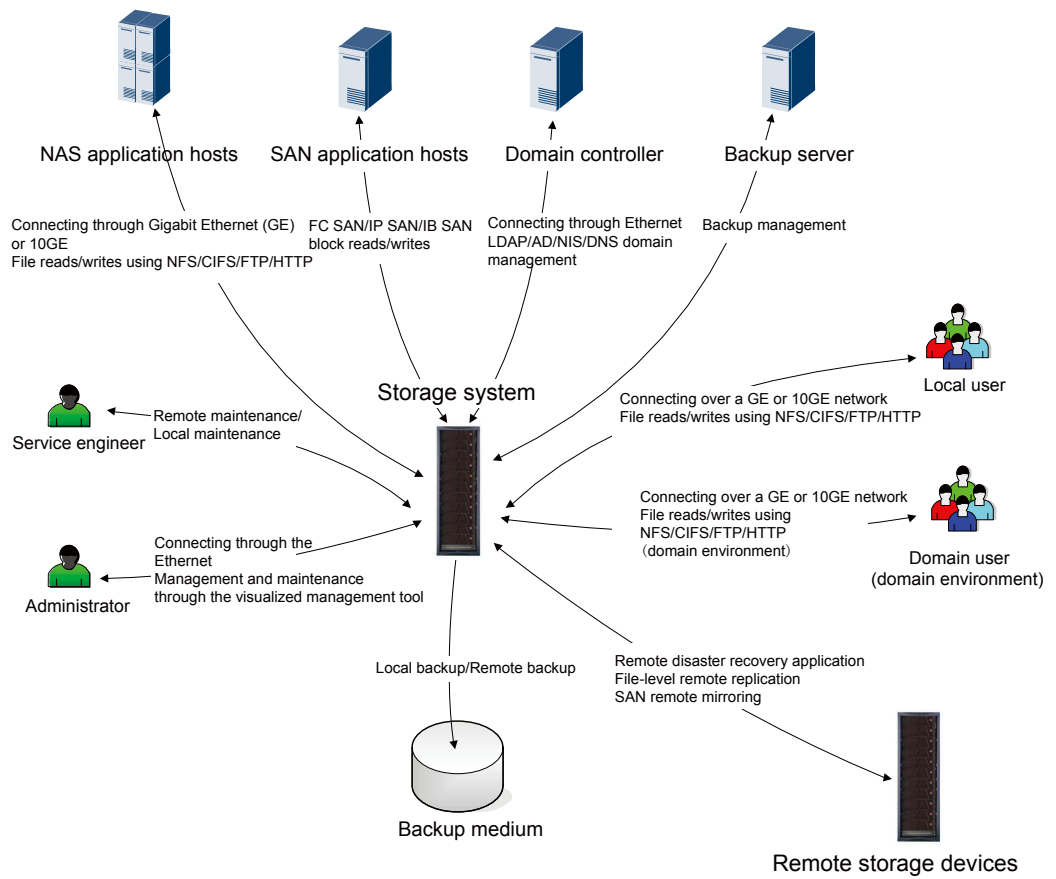 NAS application hosts
SAN application hosts
Domain controller
Backup server
Connecting through Gigabit Ethernet (GE)
or 10GE
File reads/writes using NFS/CIFS/FTP/HTTP
FC SAN/IP SAN/IB SAN
block reads/writes
Connecting through Ethernet
LDAP/AD/NIS/DNS domain
management
Backup management
Storage system
Local user
Connecting over a GE or 10GE network
File reads/writes using NFS/CIFS/FTP/HTTP
Service engineer
Remote maintenance/
Local maintenance
Connecting over a GE or 10GE network
File reads/writes using
NFS/CIFS/FTP/HTTP
(domain environment)
Domain user
(domain environment)
Administrator
Connecting through the
Ethernet
Management and maintenance
through the visualized management tool
Local backup/Remote backup
Remote disaster recovery application
File-level remote replication
SAN remote mirroring
Backup medium
Remote storage devices